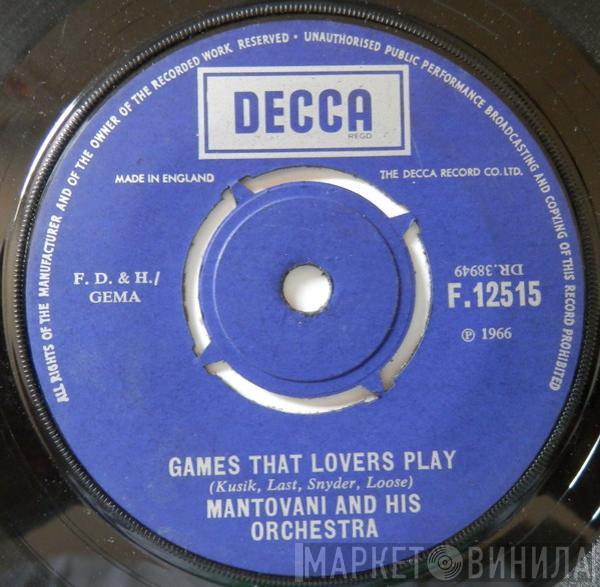 ALL RIGHTS OF THE MANUFACTURER AND OF THE OWNER OF THE RECORDED WORK RESERVED · UNAUTHORISED PUBLIC PERFORMANCE BROADCASTING AND COPYING OF THIS RECORD PROHIBITED
DECCA
REGD
MADE IN ENGLAND
THE DECCA RECORD CO. LTD.
F. D. & H./
GEMA
DR.38949
F.12515
℗ 1966
GAMES THAT LOVERS PLAY
(Kusik, Last, Snyder, Loose)
MANTOVANI AND HIS
ORCHESTRA
МАРКЕТ ВИНИЛА